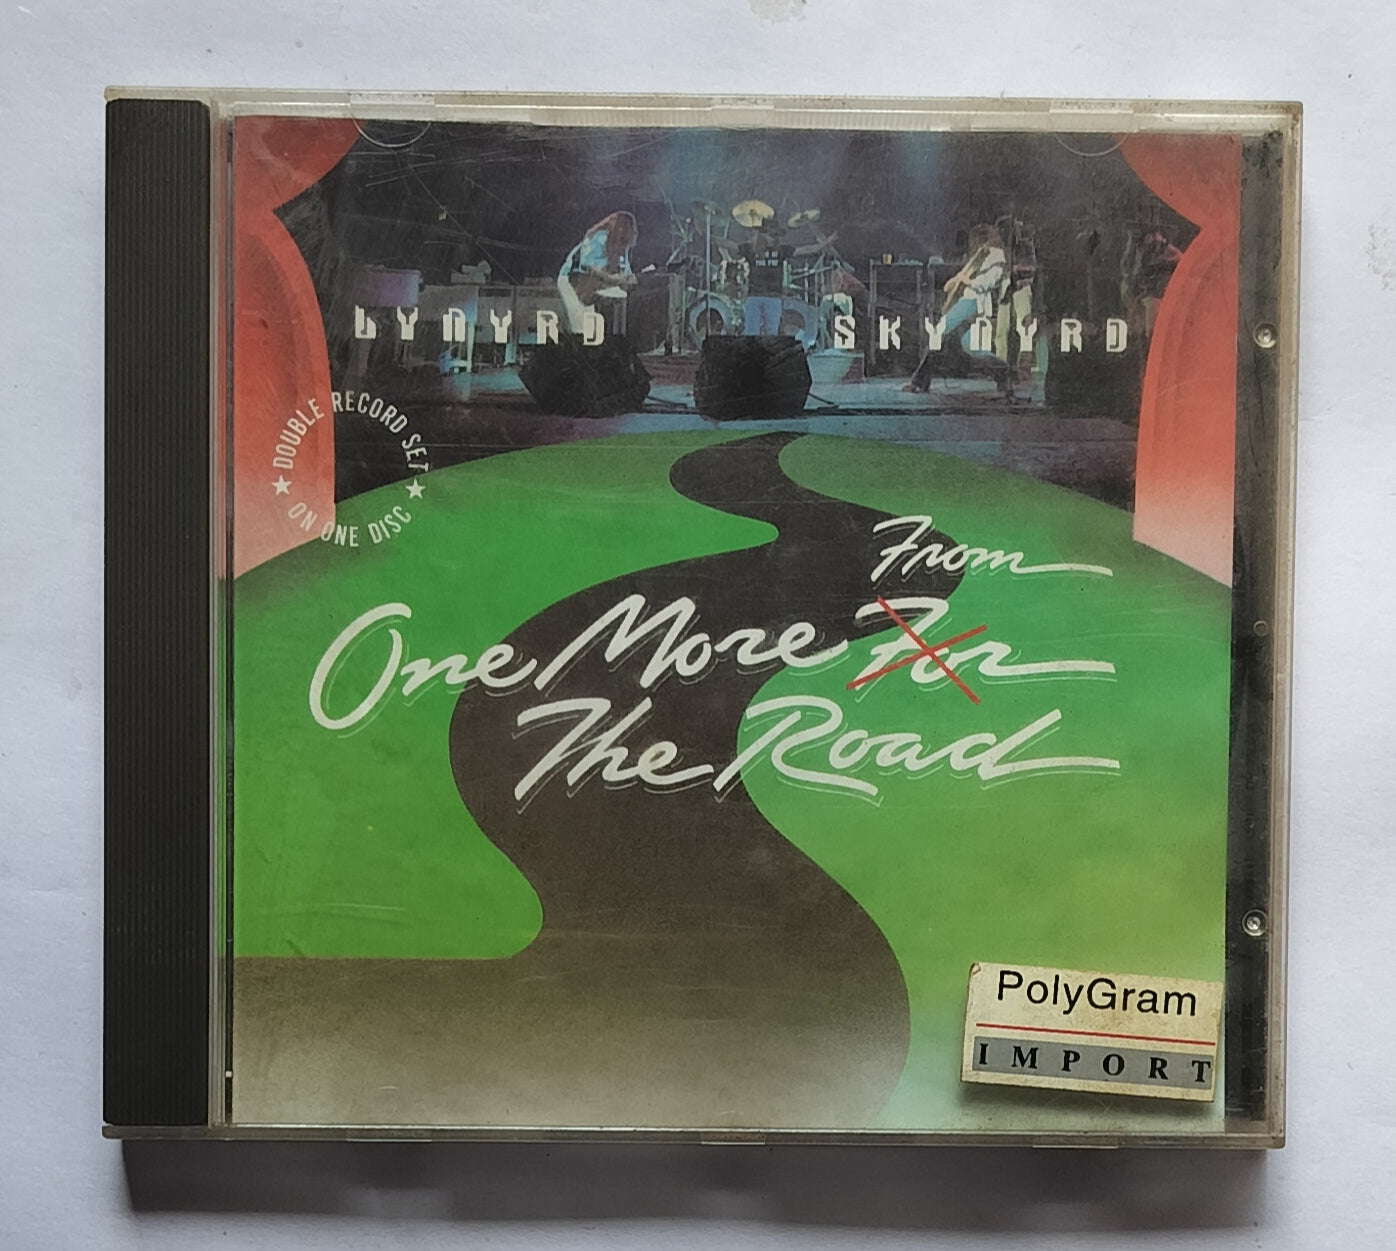 LYNYRD SKYNYRD
★ DOUBLE RECORD SET ★
ON ONE DISC
From
One More For
The Road
PolyGram
IMPORT